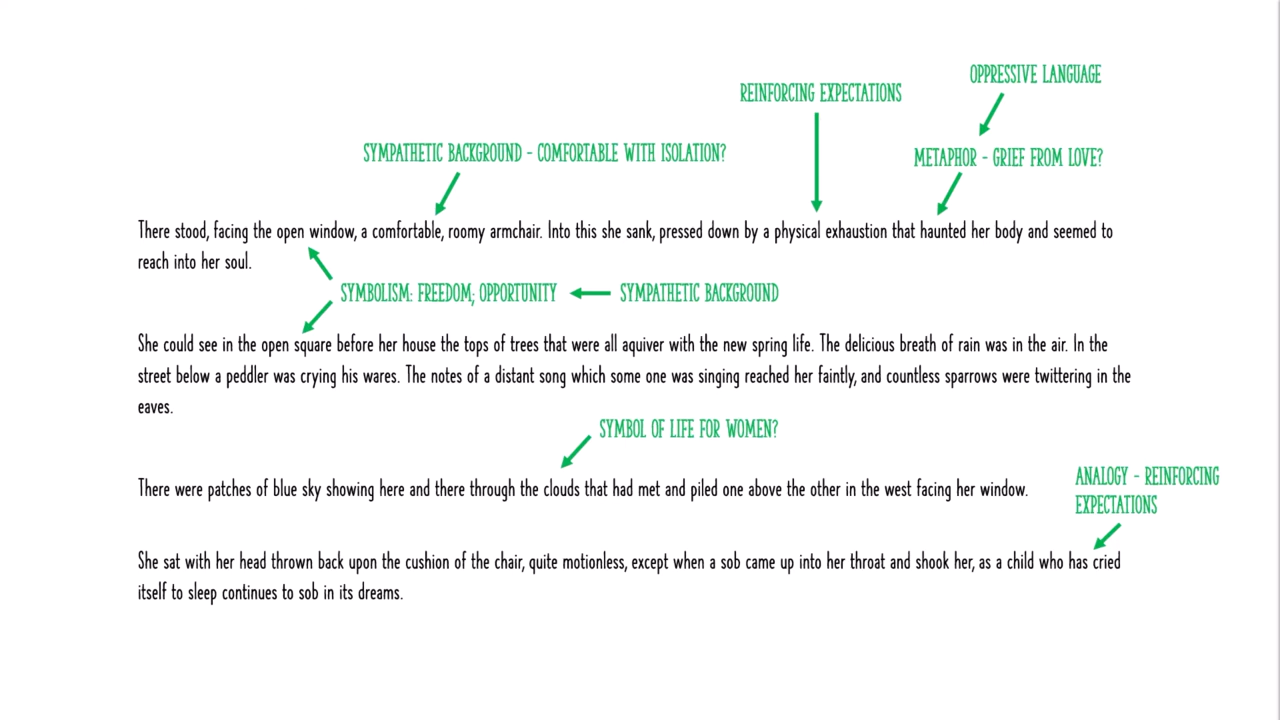 OPPRESSIVE LANGUAGE
REINFORCING EXPECTATIONS
SYMPATHETIC BACKGROUND - COMFORTABLE WITH ISOLATION?
METAPHOR - GRIEF FROM LOVE?
There stood, facing the open window, a comfortable, roomy armchair. Into this she sank, pressed down by a physical exhaustion that haunted her body and seemed to
reach into her soul.
SYMBOLISM: FREEDOM; OPPORTUNITY
SYMPATHETIC BACKGROUND
She could see in the open square before her house the tops of trees that were all aquiver with the new spring life. The delicious breath of rain was in the air. In the
street below a peddler was crying his wares. The notes of a distant song which some one was singing reached her faintly, and countless sparrows were twittering in the
eaves.
SYMBOL OF LIFE FOR WOMEN?
There were patches of blue sky showing here and there through the clouds that had met and piled one above the other in the west facing her window.
ANALOGY - REINFORCING
EXPECTATIONS
She sat with her head thrown back upon the cushion of the chair, quite motionless, except when a sob came up into her throat and shook her, as a child who has cried
itself to sleep continues to sob in its dreams.